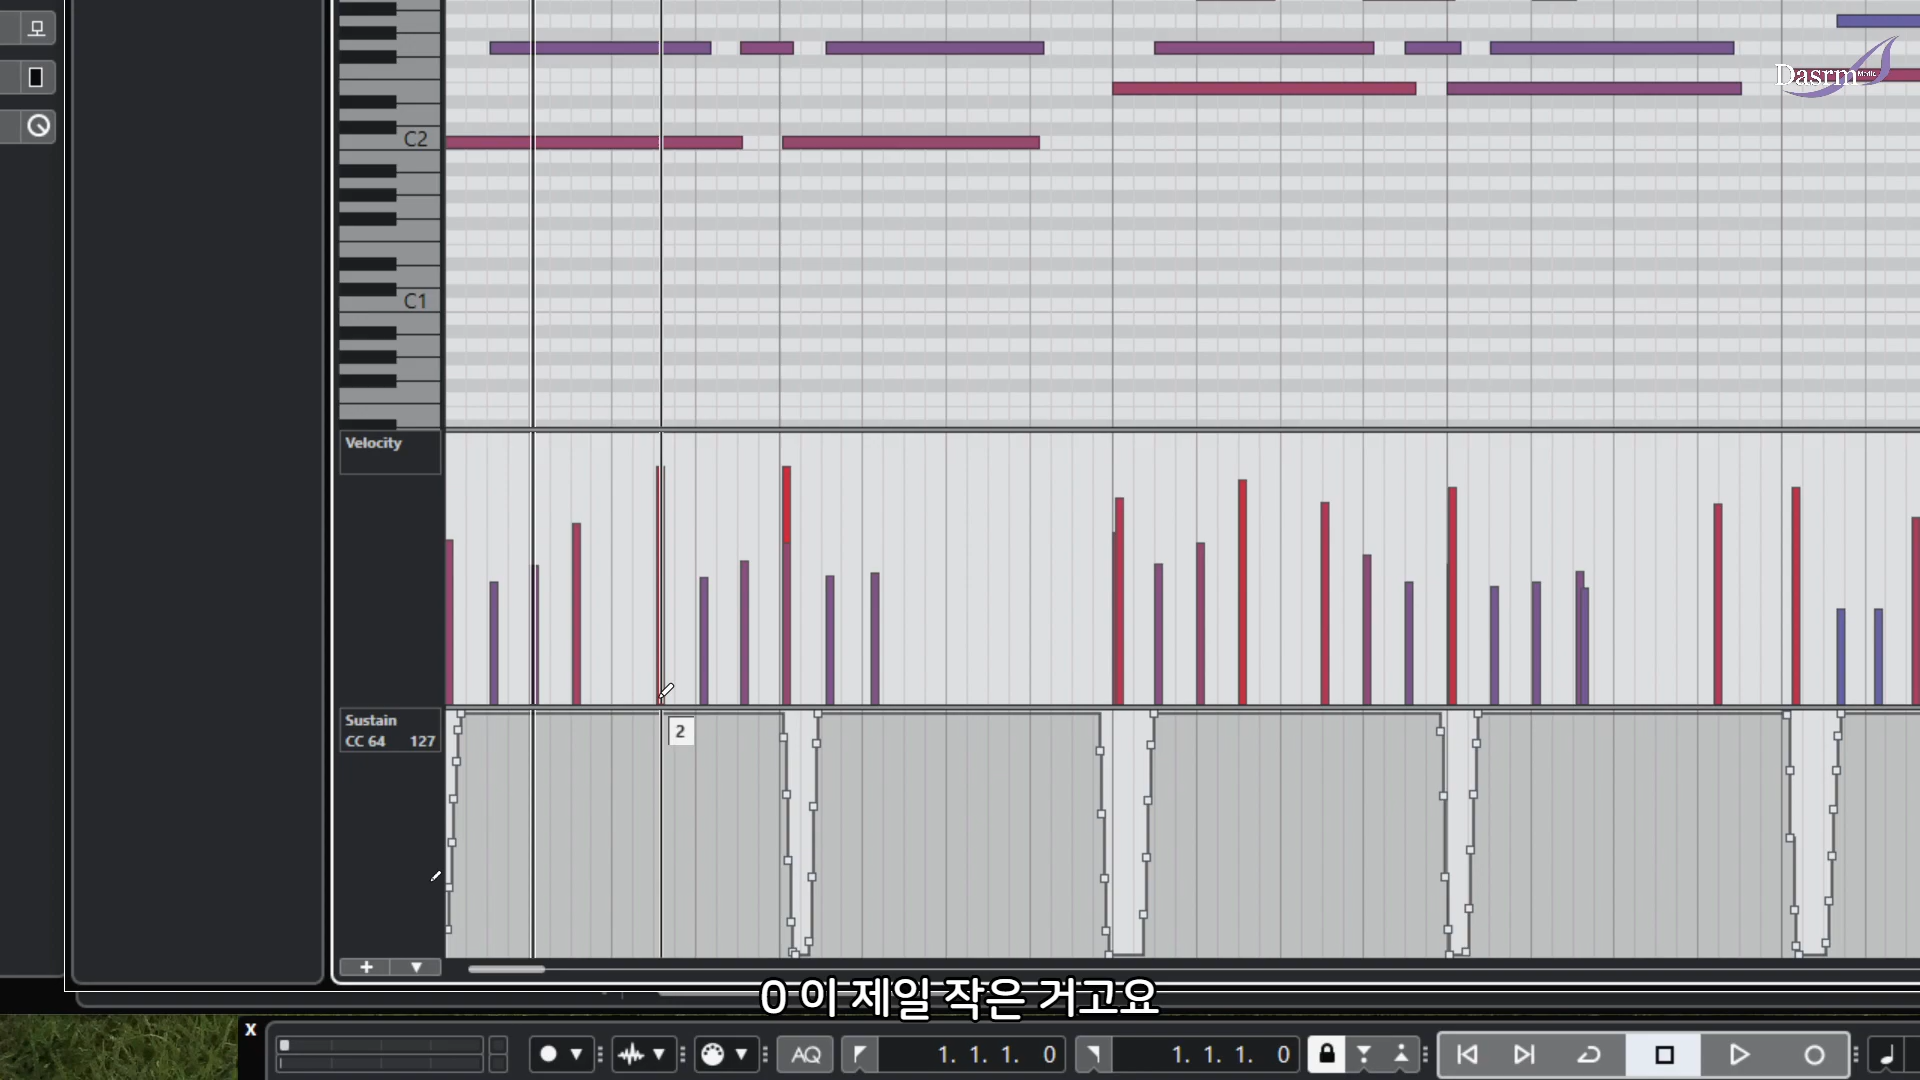 Dasrm Media
C2
C1
Velocity
Sustain
CC 64 127
2
0 이 제일 작은 거고요
X
AQ
1. 1. 1. 0
1. 1. 1. 0